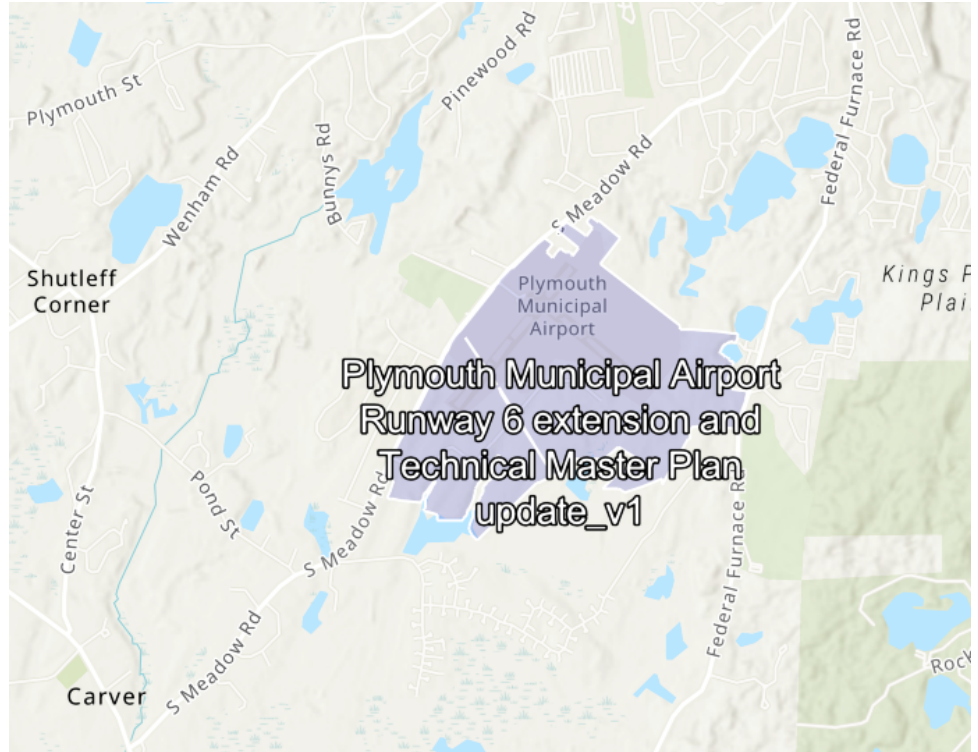 Plymouth St
Pinewood Rd
Federal Furnace Rd
Bunnys Rd
Wenham Rd
S Meadow Rd
Shutleff
Corner
Plymouth
Municipal
Airport
Kings P
Plai
Plymouth Municipal Airport
Runway 6 extension and
Technical Master Plan
update_v1
Center St
Pond St
S Meadow Rd
Federal Furnace R
S Meadow Rd
Carver
Rock